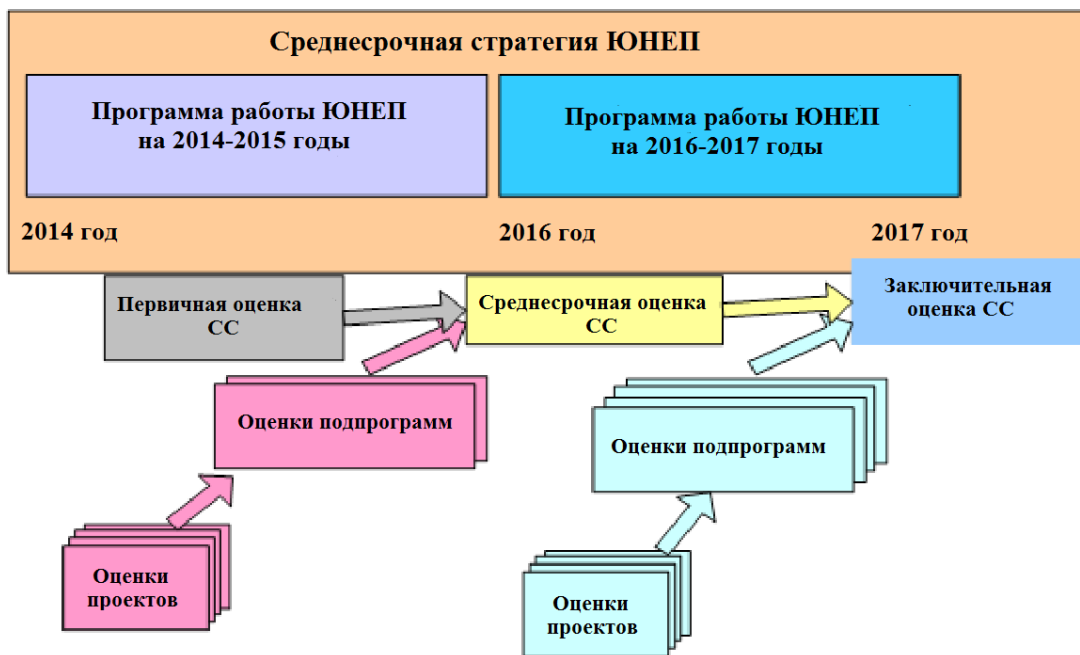 Среднесрочная стратегия ЮНЕП
Программа работы ЮНЕП
на 2014-2015 годы
Программа работы ЮНЕП
на 2016-2017 годы
2014 год
2016 год
2017 год
Первичная оценка
СС
Среднесрочная оценка
СС
Заключительная
оценка СС
Оценки подпрограмм
Оценки подпрограмм
Оценки
проектов
Оценки
проектов